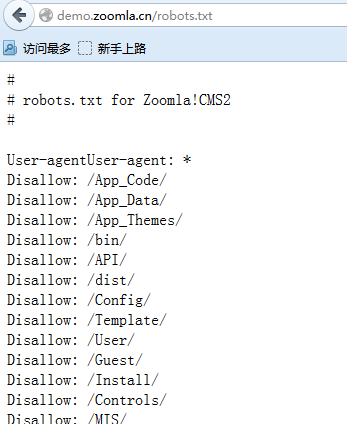 demo.zoomla.cn/robots.txt
访问最多 新手上路
#
# robots.txt for Zoomla!CMS2
#
User-agentUser-agent: *
Disallow: /App_Code/
Disallow: /App_Data/
Disallow: /App_Themes/
Disallow: /bin/
Disallow: /API/
Disallow: /dist/
Disallow: /Config/
Disallow: /Template/
Disallow: /User/
Disallow: /Guest/
Disallow: /Install/
Disallow: /Controls/
Disallow: /MIS/